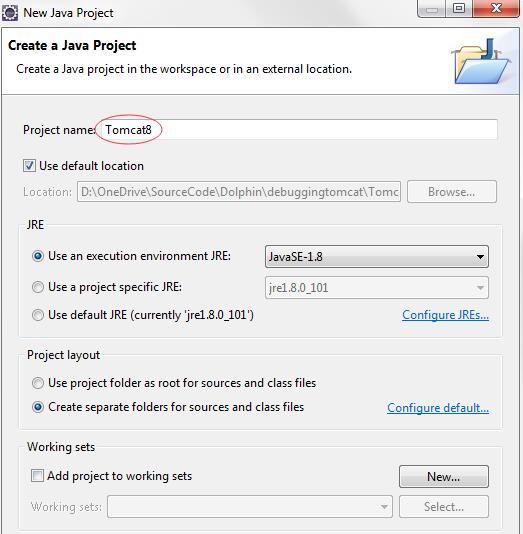 New Java Project
Create a Java Project
Create a Java project in the workspace or in an external location.
Project name: Tomcat8
Use default location
Location: D:\OneDrive\SourceCode\Dolphin\debuggingtomcat\Tomc Browse...
JRE
Use an execution environment JRE: JavaSE-1.8
Use a project specific JRE: jre1.8.0_101
Use default JRE (currently 'jre1.8.0_101') Configure JREs...
Project layout
Use project folder as root for sources and class files
Create separate folders for sources and class files Configure default...
Working sets
Add project to working sets New...
Working sets: Select...